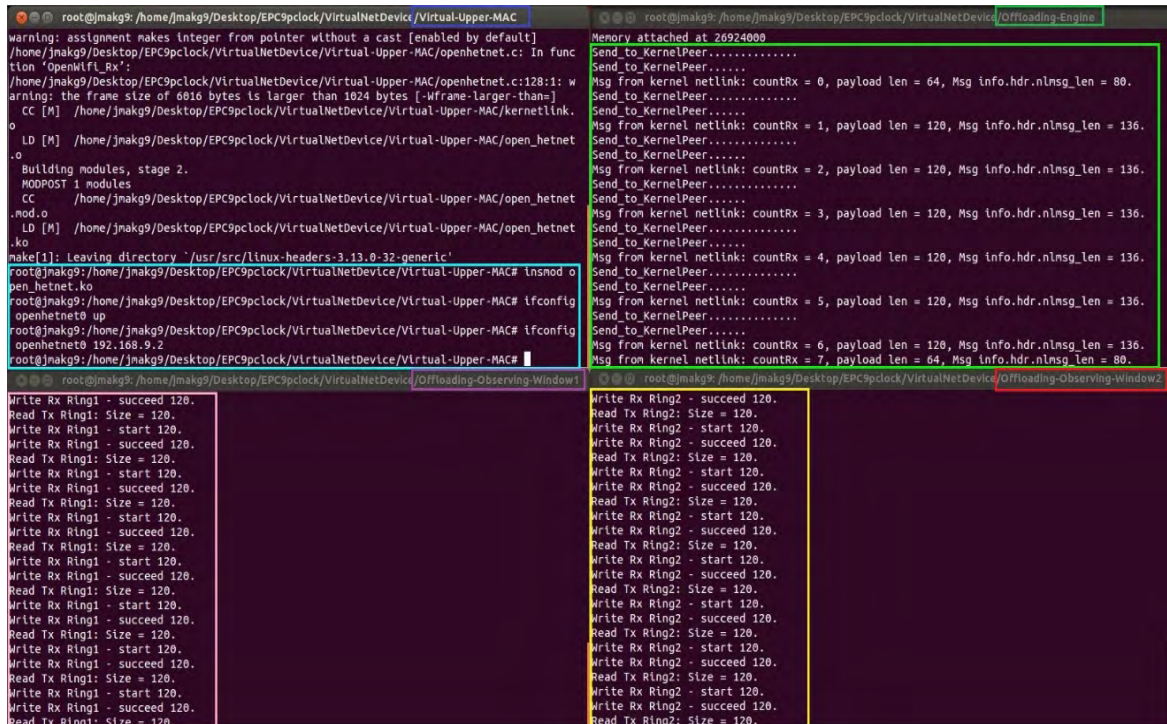 root@jmakg9: /home/jmakg9/Desktop/EPC9pclock/VirtualNetDevice/Virtual-Upper-MAC
warning: assignment makes integer from pointer without a cast [enabled by default]
/home/jmakg9/Desktop/EPC9pclock/VirtualNetDevice/Virtual-Upper-MAC/openhetnet.c: In func
tion ‘OpenWifi_Rx’:
/home/jmakg9/Desktop/EPC9pclock/VirtualNetDevice/Virtual-Upper-MAC/openhetnet.c:128:1: w
arning: the frame size of 6016 bytes is larger than 1024 bytes [-Wframe-larger-than=]
CC [M] /home/jmakg9/Desktop/EPC9pclock/VirtualNetDevice/Virtual-Upper-MAC/kernetlink.
o
LD [M] /home/jmakg9/Desktop/EPC9pclock/VirtualNetDevice/Virtual-Upper-MAC/open_hetnet
.o
Building modules, stage 2.
MODPOST 1 modules
CC /home/jmakg9/Desktop/EPC9pclock/VirtualNetDevice/Virtual-Upper-MAC/open_hetnet
.mod.o
LD [M] /home/jmakg9/Desktop/EPC9pclock/VirtualNetDevice/Virtual-Upper-MAC/open_hetnet
.ko
make[1]: Leaving directory `/usr/src/linux-headers-3.13.0-32-generic'
root@jmakg9:/home/jmakg9/Desktop/EPC9pclock/VirtualNetDevice/Virtual-Upper-MAC# insmod o
pen_hetnet.ko
root@jmakg9:/home/jmakg9/Desktop/EPC9pclock/VirtualNetDevice/Virtual-Upper-MAC# ifconfig
openhetnet0 up
root@jmakg9:/home/jmakg9/Desktop/EPC9pclock/VirtualNetDevice/Virtual-Upper-MAC# ifconfig
openhetnet0 192.168.9.2
root@jmakg9:/home/jmakg9/Desktop/EPC9pclock/VirtualNetDevice/Virtual-Upper-MAC#
root@jmakg9: /home/jmakg9/Desktop/EPC9pclock/VirtualNetDevice/Offloading-Engine
Memory attached at 26924000
Send_to_KernelPeer..............
Send_to_KernelPeer......
Msg from kernel netlink: countRx = 0, payload len = 64, Msg info.hdr.nlmsg_len = 80.
Send_to_KernelPeer..............
Send_to_KernelPeer......
Msg from kernel netlink: countRx = 1, payload len = 120, Msg info.hdr.nlmsg_len = 136.
Send_to_KernelPeer..............
Send_to_KernelPeer......
Msg from kernel netlink: countRx = 2, payload len = 120, Msg info.hdr.nlmsg_len = 136.
Send_to_KernelPeer..............
Send_to_KernelPeer......
Msg from kernel netlink: countRx = 3, payload len = 120, Msg info.hdr.nlmsg_len = 136.
Send_to_KernelPeer..............
Send_to_KernelPeer......
Msg from kernel netlink: countRx = 4, payload len = 120, Msg info.hdr.nlmsg_len = 136.
Send_to_KernelPeer..............
Send_to_KernelPeer......
Msg from kernel netlink: countRx = 5, payload len = 120, Msg info.hdr.nlmsg_len = 136.
Send_to_KernelPeer..............
Send_to_KernelPeer......
Msg from kernel netlink: countRx = 6, payload len = 120, Msg info.hdr.nlmsg_len = 136.
Msg from kernel netlink: countRx = 7, payload len = 64, Msg info.hdr.nlmsg_len = 80.
root@jmakg9: /home/jmakg9/Desktop/EPC9pclock/VirtualNetDevice/Offloading-Observing-Window1
Write Rx Ring1 - succeed 120.
Read Tx Ring1: Size = 120.
Write Rx Ring1 - start 120.
Write Rx Ring1 - succeed 120.
Read Tx Ring1: Size = 120.
Write Rx Ring1 - start 120.
Write Rx Ring1 - succeed 120.
Read Tx Ring1: Size = 120.
Write Rx Ring1 - start 120.
Write Rx Ring1 - succeed 120.
Read Tx Ring1: Size = 120.
Write Rx Ring1 - start 120.
Write Rx Ring1 - succeed 120.
Read Tx Ring1: Size = 120.
Write Rx Ring1 - start 120.
Write Rx Ring1 - succeed 120.
Read Tx Ring1: Size = 120.
Write Rx Ring1 - start 120.
Write Rx Ring1 - succeed 120.
Read Tx Ring1: Size = 120.
Write Rx Ring1 - start 120.
Write Rx Ring1 - succeed 120.
Read Tx Ring1: Size = 120.
root@jmakg9: /home/jmakg9/Desktop/EPC9pclock/VirtualNetDevice/Offloading-Observing-Window2
Write Rx Ring2 - succeed 120.
Read Tx Ring2: Size = 120.
Write Rx Ring2 - start 120.
Write Rx Ring2 - succeed 120.
Read Tx Ring2: Size = 120.
Write Rx Ring2 - start 120.
Write Rx Ring2 - succeed 120.
Read Tx Ring2: Size = 120.
Write Rx Ring2 - start 120.
Write Rx Ring2 - succeed 120.
Read Tx Ring2: Size = 120.
Write Rx Ring2 - start 120.
Write Rx Ring2 - succeed 120.
Read Tx Ring2: Size = 120.
Write Rx Ring2 - start 120.
Write Rx Ring2 - succeed 120.
Read Tx Ring2: Size = 120.
Write Rx Ring2 - start 120.
Write Rx Ring2 - succeed 120.
Read Tx Ring2: Size = 120.
Write Rx Ring2 - start 120.
Write Rx Ring2 - succeed 120.
Read Tx Ring2: Size = 120.